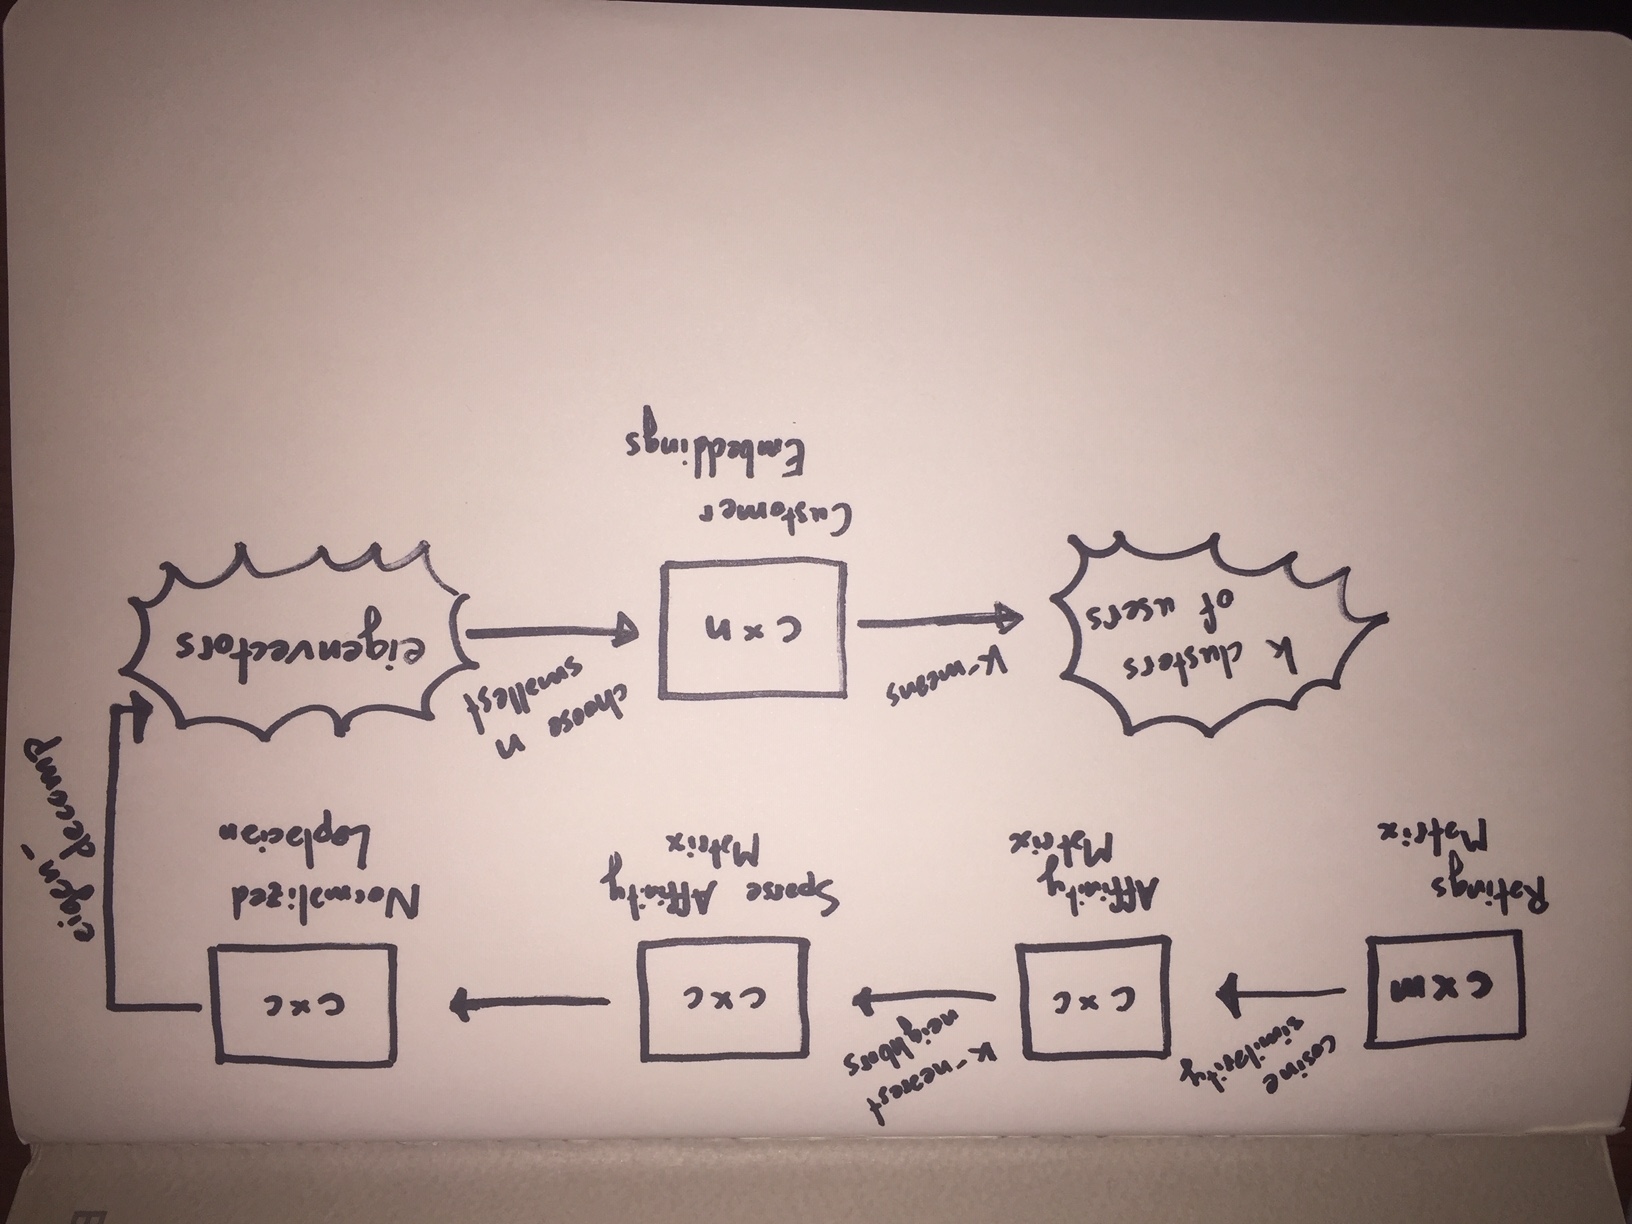 c x m
Ratings
Matrix
cosine
similarity
c x c
Affinity
Matrix
k-nearest
neighbors
c x c
Sparse Affinity
Matrix
c x c
Normalized
Laplacian
eigen-
decomp
eigenvectors
choose n
smallest
c x n
Customer
Embeddings
k-means
k clusters
of users